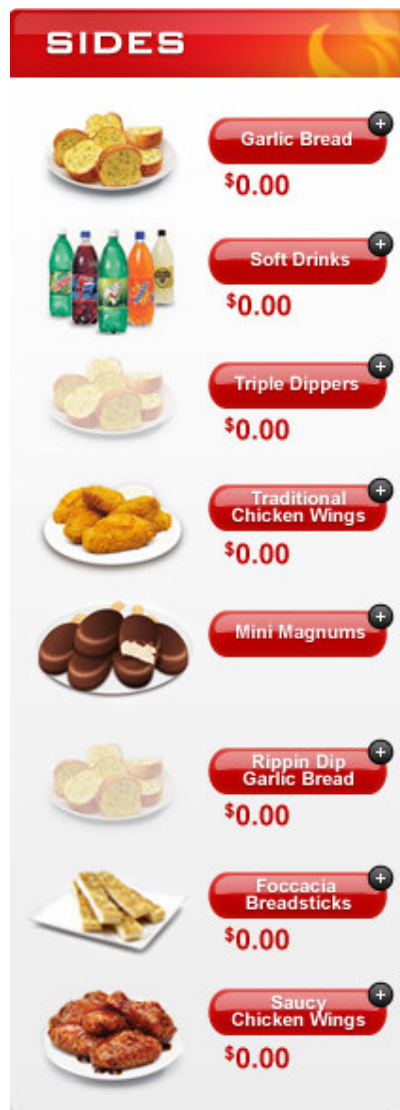 SIDES
Garlic Bread
$0.00
Soft Drinks
$0.00
Triple Dippers
$0.00
Traditional
Chicken Wings
$0.00
Mini Magnums
Rippin Dip
Garlic Bread
$0.00
Foccacia
Breadsticks
$0.00
Saucy
Chicken Wings
$0.00